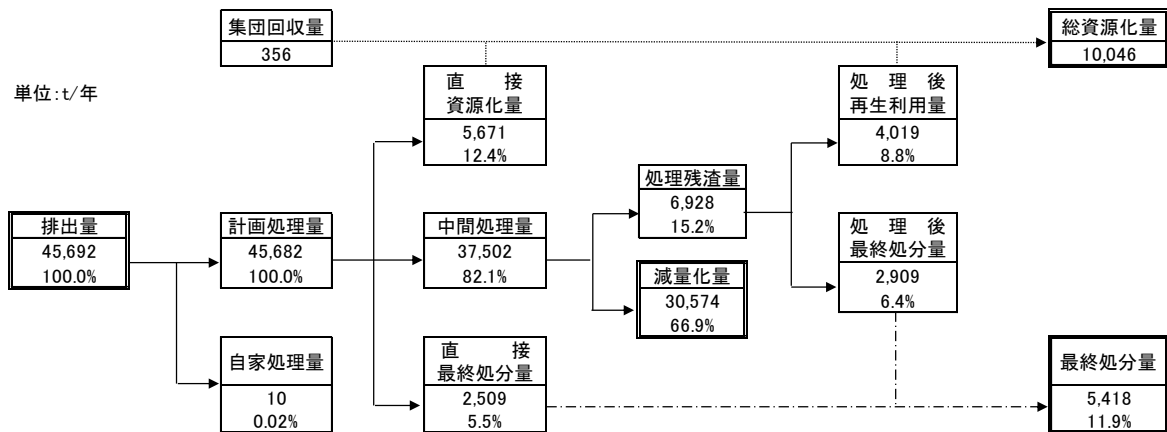 集団回収量
356
総資源化量
10,046
単位:t/年
直 接
資源化量
5,671
12.4%
処 理 後
再生利用量
4,019
8.8%
処理残渣量
6,928
15.2%
排出量
45,692
100.0%
計画処理量
45,682
100.0%
中間処理量
37,502
82.1%
処 理 後
最終処分量
2,909
6.4%
減量化量
30,574
66.9%
自家処理量
10
0.02%
直 接
最終処分量
2,509
5.5%
最終処分量
5,418
11.9%